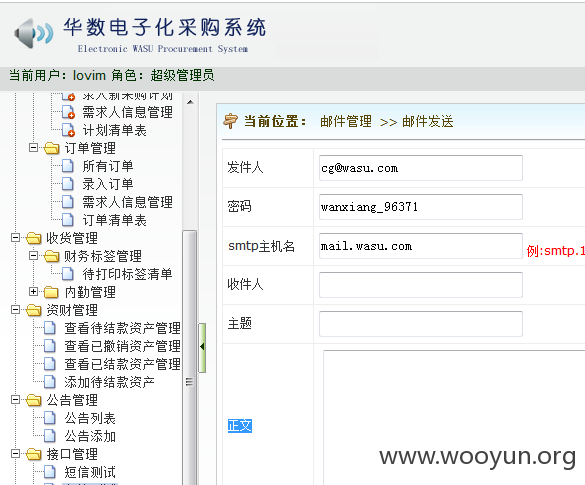 华数电子化采购系统
Electronic WASU Procurement System
当前用户：lovim 角色：超级管理员
录入新采购计划
需求人信息管理
计划清单表
订单管理
所有订单
录入订单
需求人信息管理
订单清单表
收货管理
财务标签管理
待打印标签清单
内勤管理
资财管理
查看待结款资产管理
查看已撤销资产管理
查看已结款资产管理
添加待结款资产
公告管理
公告列表
公告添加
接口管理
短信测试
当前位置： 邮件管理 >> 邮件发送
发件人 cg@wasu.com
密码 wanxiang_96371
smtp主机名 mail.wasu.com 例:smtp.1
收件人
主题
正文
www.wooyun.org